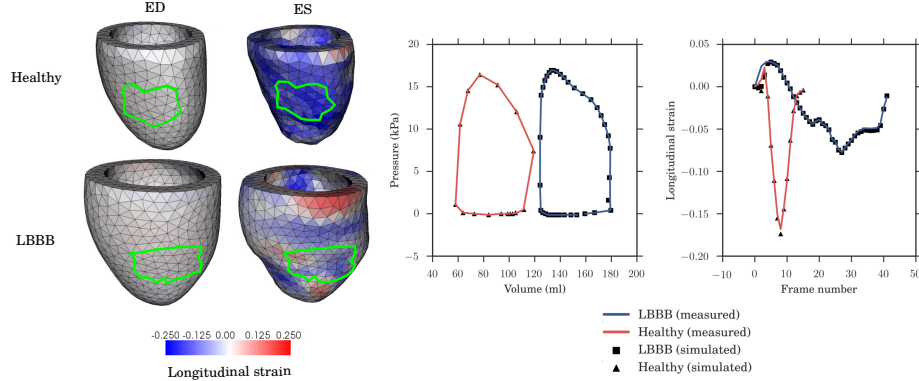 ED
ES
Healthy
LBBB
-0.250 -0.125 0.00 0.125 0.250
Longitudinal strain
20
15
10
5
0
−5
Pressure (kPa)
40 60 80 100 120 140 160 180 200
Volume (ml)
0.05
0.00
−0.05
−0.10
−0.15
−0.20
Longitudinal strain
−10 0 10 20 30 40 50
Frame number
LBBB (measured)
Healthy (measured)
LBBB (simulated)
Healthy (simulated)